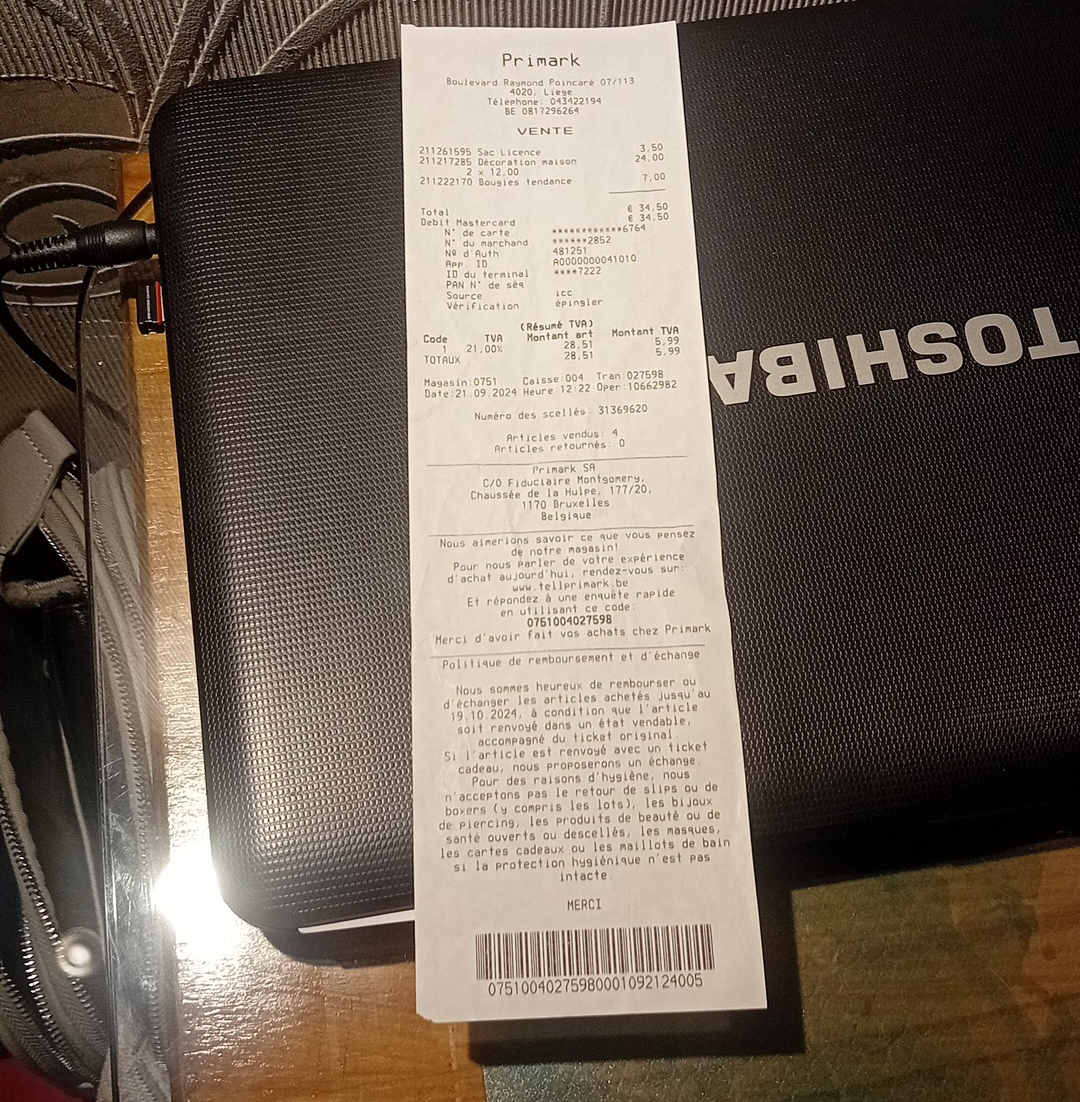 Primark
Boulevard Raymond Poincaré 07/113
4020, Liege
Téléphone: 043422194
BE 0817296264
VENTE
211261595 Sac Licence 3,50
211217285 Décoration maison 24,00
2 x 12,00
211222170 Bougies tendance 7,00
Total € 34,50
Debit Mastercard € 34,50
N° de carte ************6764
N° du marchand ******2852
Nº d'Auth 481251
App. ID A0000000041010
ID du terminal ****7222
PAN N° de séq
Source icc
Vérification épingler
(Résumé TVA)
Code TVA Montant art Montant TVA
1 21,00% 28,51 5,99
TOTAUX 28,51 5,99
Magasin:0751 Caisse:004 Tran:027598
Date:21.09.2024 Heure:12:22 Oper:10662982
Numéro des scellés: 31369620
Articles vendus: 4
Articles retournés: 0
Primark SA
C/O Fiduciaire Montgomery,
Chaussée de la Hulpe, 177/20,
1170 Bruxelles
Belgique
Nous aimerions savoir ce que vous pensez
de notre magasin!
Pour nous parler de votre expérience
d'achat aujourd'hui, rendez-vous sur:
www.tellprimark.be
Et répondez à une enquête rapide
en utilisant ce code:
0751004027598
Merci d'avoir fait vos achats chez Primark
Politique de remboursement et d'échange
Nous sommes heureux de rembourser ou
d'échanger les articles achetés jusqu'au
19.10.2024, à condition que l'article
soit renvoyé dans un état vendable,
accompagné du ticket original.
Si l'article est renvoyé avec un ticket
cadeau, nous proposerons un échange.
Pour des raisons d'hygiène, nous
n'acceptons pas le retour de slips ou de
boxers (y compris les lots), les bijoux
de piercing, les produits de beauté ou de
santé ouverts ou descellés, les masques,
les cartes cadeaux ou les maillots de bain
si la protection hygiénique n'est pas
intacte.
MERCI
07510040275980001092124005
TOSHIBA